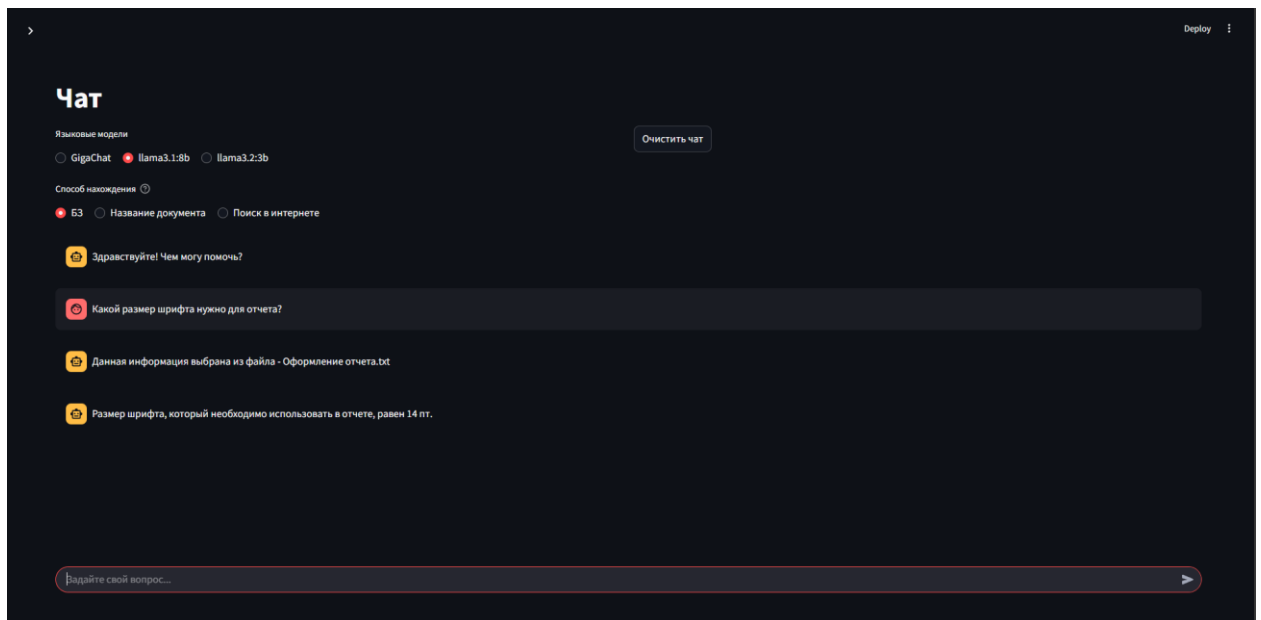 Deploy
Чат
Языковые модели
Очистить чат
GigaChat llama3.1:8b llama3.2:3b
Способ нахождения
БЗ Название документа Поиск в интернете
Здравствуйте! Чем могу помочь?
Какой размер шрифта нужно для отчета?
Данная информация выбрана из файла - Оформление отчета.txt
Размер шрифта, который необходимо использовать в отчете, равен 14 пт.
Задайте свой вопрос...